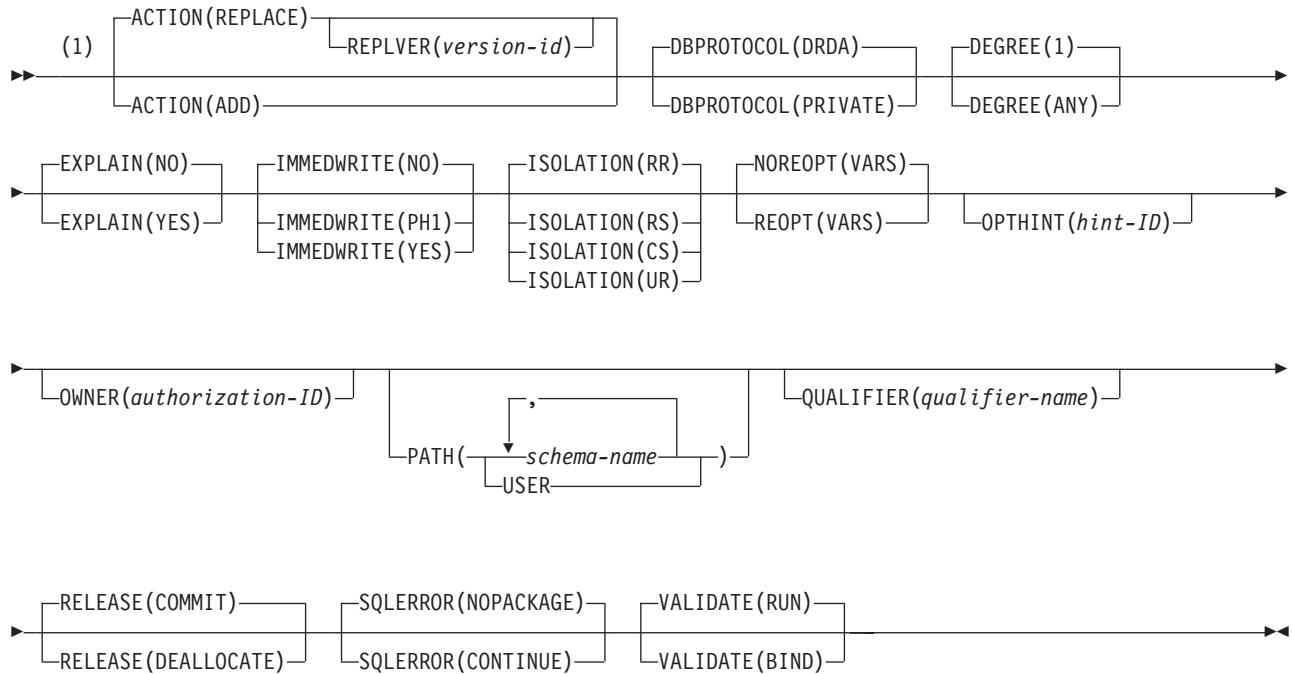 ACTION(REPLACE)
(1) REPLVER(version-id) DBPROTOCOL(DRDA) DEGREE(1)
ACTION(ADD) DBPROTOCOL(PRIVATE) DEGREE(ANY)
EXPLAIN(NO) IMMEDWRITE(NO) ISOLATION(RR) NOREOPT(VARS)
EXPLAIN(YES) IMMEDWRITE(PH1) ISOLATION(RS) REOPT(VARS) OPTHINT(hint-ID)
IMMEDWRITE(YES) ISOLATION(CS)
ISOLATION(UR)
OWNER(authorization-ID) , QUALIFIER(qualifier-name)
PATH( schema-name )
USER
RELEASE(COMMIT) SQLERROR(NOPACKAGE) VALIDATE(RUN)
RELEASE(DEALLOCATE) SQLERROR(CONTINUE) VALIDATE(BIND)